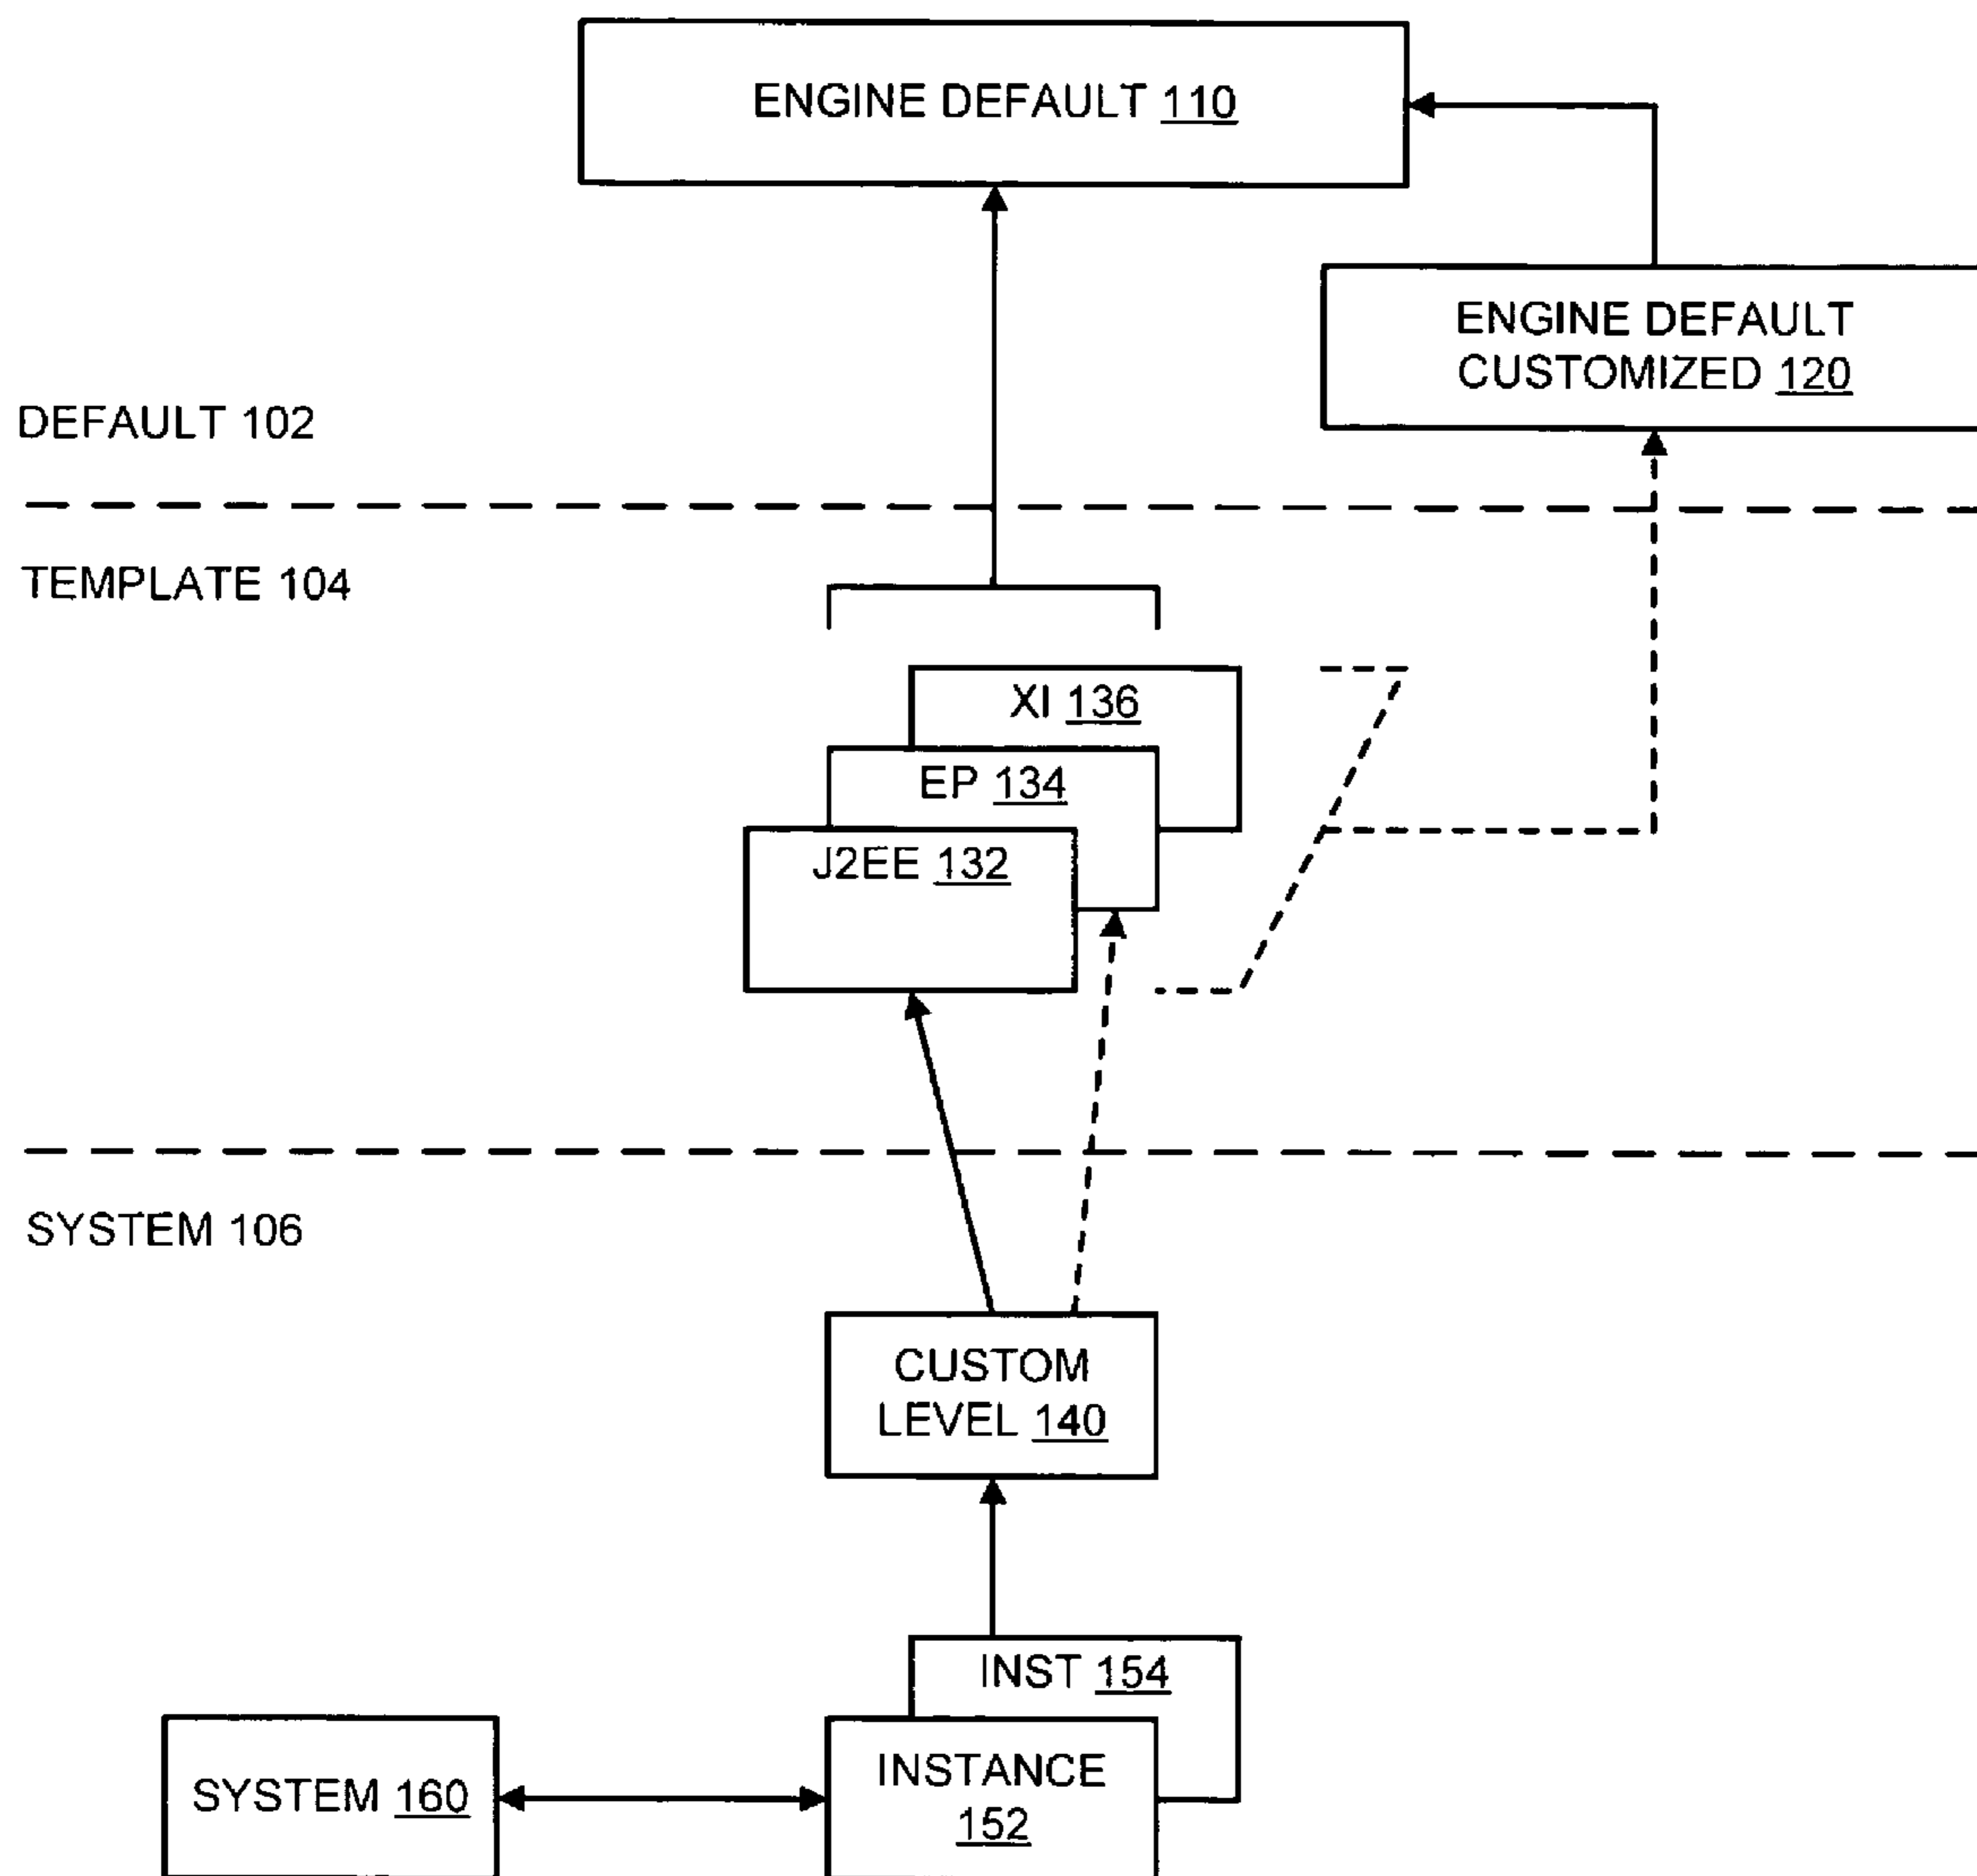 ENGINE DEFAULT 110
ENGINE DEFAULT
CUSTOMIZED 120
DEFAULT 102
TEMPLATE 104
XI 136
EP 134
J2EE 132
SYSTEM 106
CUSTOM
LEVEL 140
INST 154
INSTANCE
152
SYSTEM 160